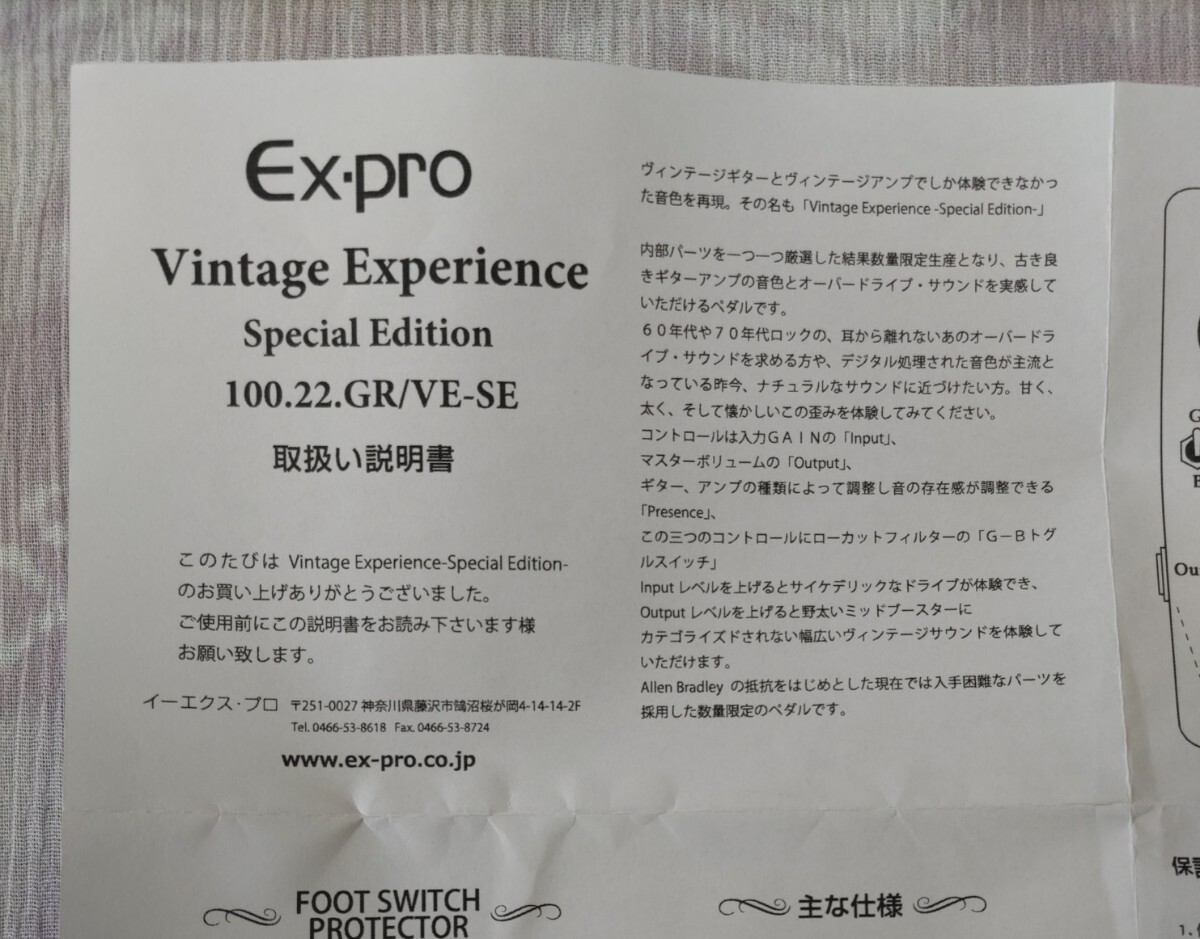 Ex-pro
Vintage Experience
Special Edition
100.22.GR/VE-SE
取扱い説明書
このたびは Vintage Experience-Special Edition-
のお買い上げありがとうございました。
ご使用前にこの説明書をお読み下さいます様
お願い致します。
イーエクス・プロ 〒251-0027 神奈川県藤沢市鵠沼桜が岡4-14-14-2F
Tel. 0466-53-8618 Fax. 0466-53-8724
www.ex-pro.co.jp
ヴィンテージギターとヴィンテージアンプでしか体験できなかっ
た音色を再現。その名も「Vintage Experience -Special Edition-」
内部パーツを一つ一つ厳選した結果数量限定生産となり、古き良
きギターアンプの音色とオーバードライブ・サウンドを実感して
いただけるペダルです。
６０年代や７０年代ロックの、耳から離れないあのオーバードラ
イブ・サウンドを求める方や、デジタル処理された音色が主流と
なっている昨今、ナチュラルなサウンドに近づけたい方。甘く、
太く、そして懐かしいこの歪みを体験してみてください。
コントロールは入力ＧＡＩＮの「Input」、
マスターボリュームの「Output」、
ギター、アンプの種類によって調整し音の存在感が調整できる
「Presence」、
この三つのコントロールにローカットフィルターの「Ｇ－Ｂトグ
ルスイッチ」
Input レベルを上げるとサイケデリックなドライブが体験でき、
Output レベルを上げると野太いミッドブースターに
カテゴライズドされない幅広いヴィンテージサウンドを体験して
いただけます。
Allen Bradley の抵抗をはじめとした現在では入手困難なパーツを
採用した数量限定のペダルです。
FOOT SWITCH
PROTECTOR
主な仕様
G
Ou
1.